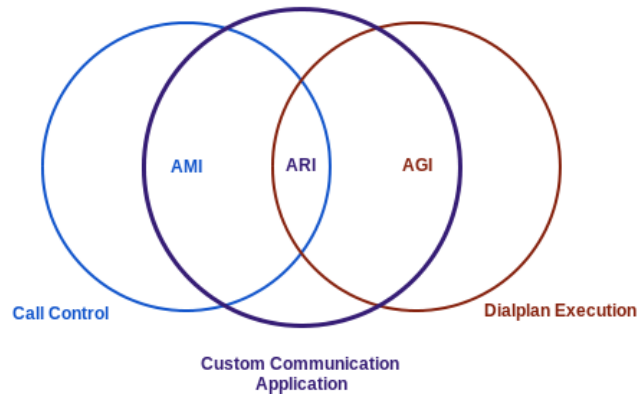 AMI
ARI
AGI
Call Control
Dialplan Execution
Custom Communication
Application